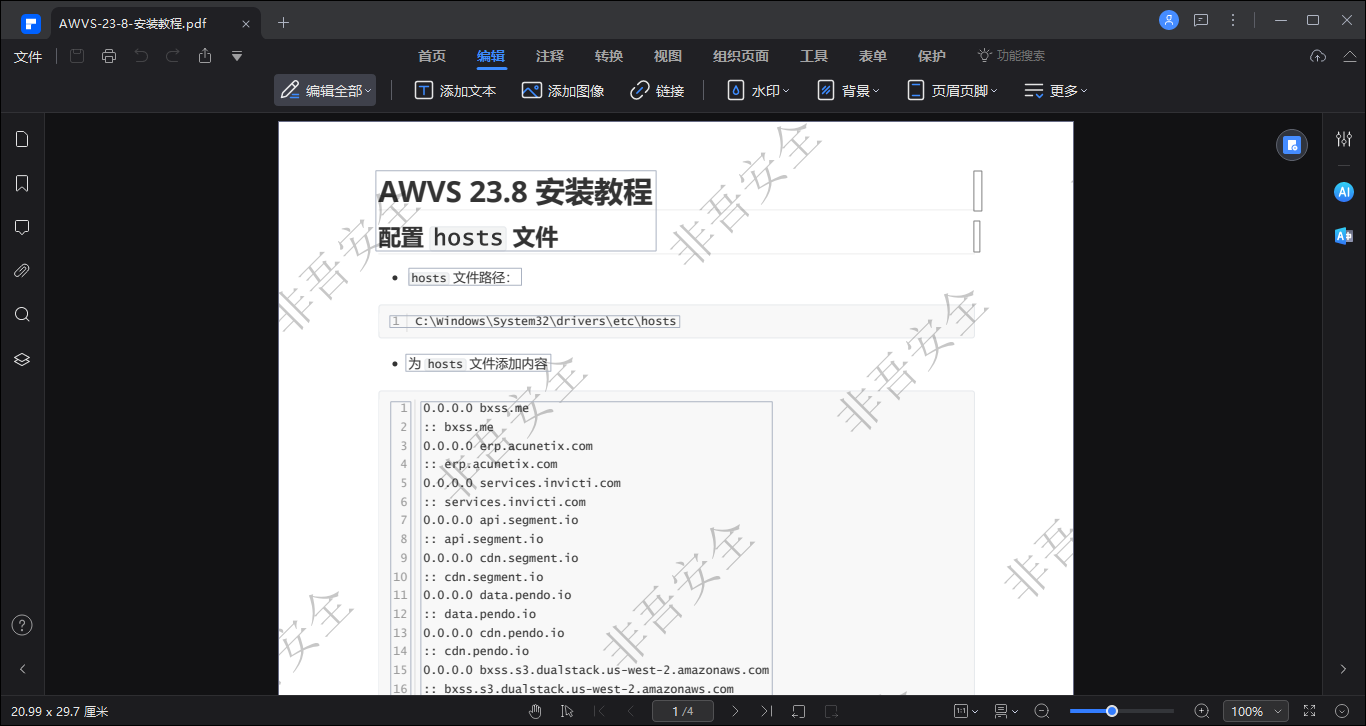 AWVS-23-8-安装教程.pdf
文件
首页 编辑 注释 转换 视图 组织页面 工具 表单 保护 功能搜索
编辑全部 添加文本 添加图像 链接 水印 背景 页眉页脚 更多
AWVS 23.8 安装教程
配置 hosts 文件
hosts 文件路径：
1 C:\Windows\System32\drivers\etc\hosts
为 hosts 文件添加内容
1 0.0.0.0 bxss.me
2 :: bxss.me
3 0.0.0.0 erp.acunetix.com
4 :: erp.acunetix.com
5 0.0.0.0 services.invicti.com
6 :: services.invicti.com
7 0.0.0.0 api.segment.io
8 :: api.segment.io
9 0.0.0.0 cdn.segment.io
10 :: cdn.segment.io
11 0.0.0.0 data.pendo.io
12 :: data.pendo.io
13 0.0.0.0 cdn.pendo.io
14 :: cdn.pendo.io
15 0.0.0.0 bxss.s3.dualstack.us-west-2.amazonaws.com
16 :: bxss.s3.dualstack.us-west-2.amazonaws.com
非吾安全
非吾安全
非吾安全
非吾安全
非吾安全
非吾
安全
AI
20.99 x 29.7 厘米
1 /4
1:1
100%